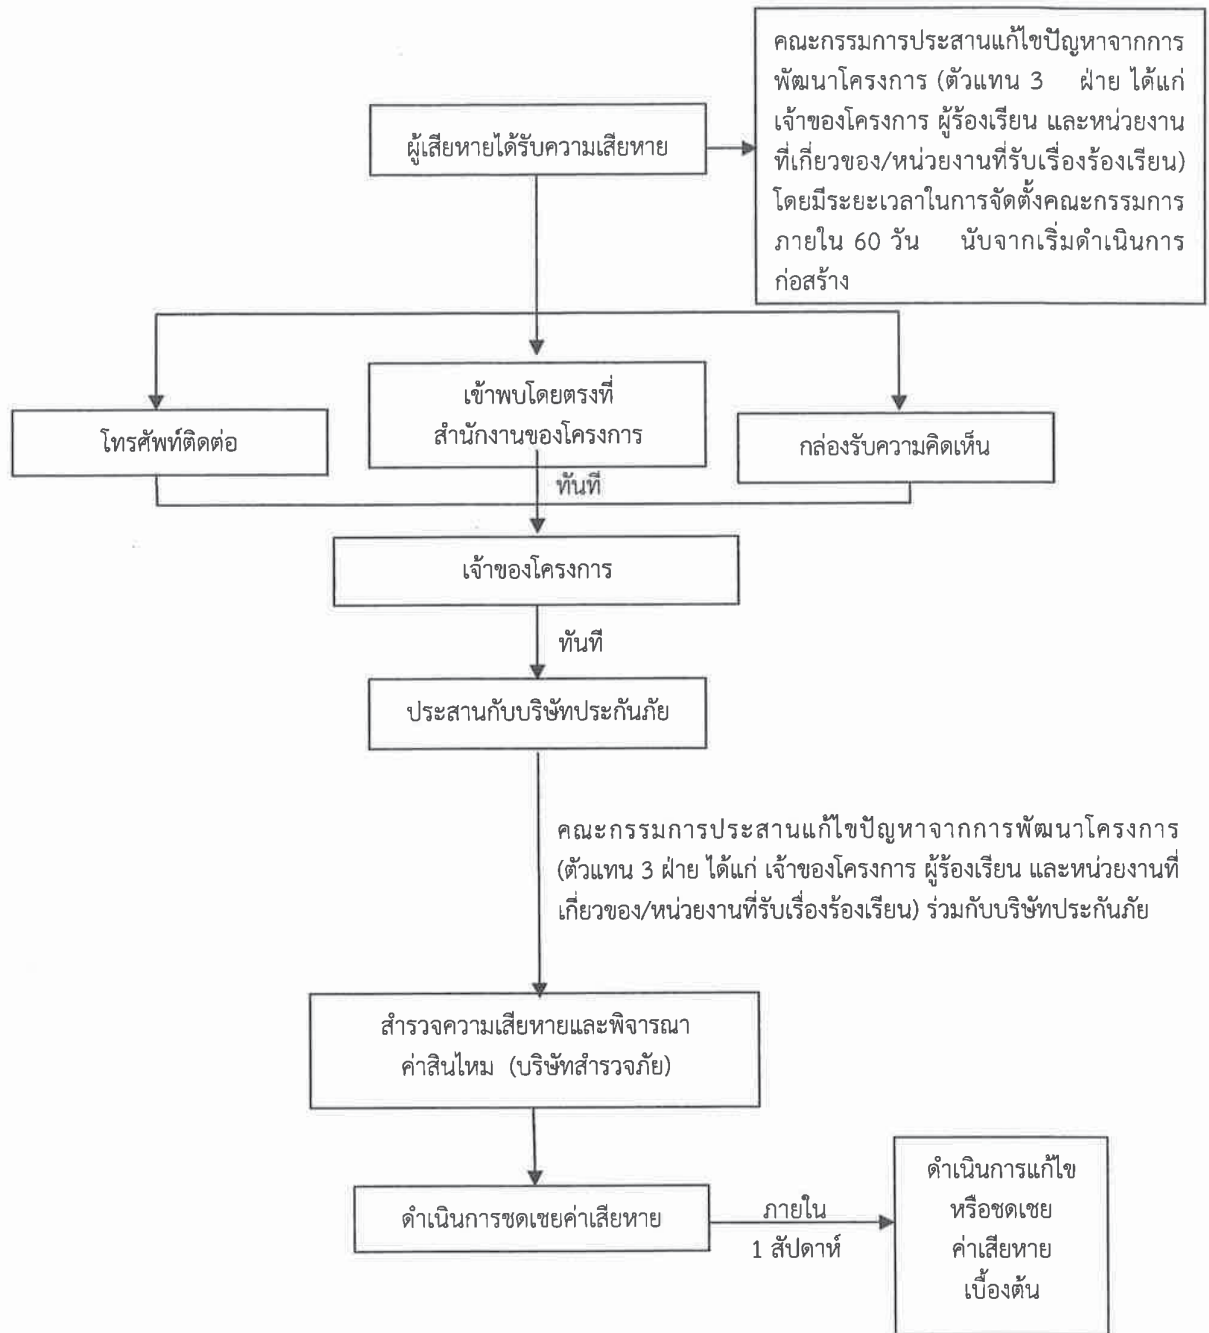 คณะกรรมการประสานแก้ไขปัญหาจากการ
พัฒนาโครงการ (ตัวแทน 3 ฝ่าย ได้แก่
เจ้าของโครงการ ผู้ร้องเรียน และหน่วยงาน
ที่เกี่ยวของ/หน่วยงานที่รับเรื่องร้องเรียน)
โดยมีระยะเวลาในการจัดตั้งคณะกรรมการ
ภายใน 60 วัน นับจากเริ่มดำเนินการ
ก่อสร้าง
ผู้เสียหายได้รับความเสียหาย
โทรศัพท์ติดต่อ
เข้าพบโดยตรงที่
สำนักงานของโครงการ
กล่องรับความคิดเห็น
ทันที
เจ้าของโครงการ
ทันที
ประสานกับบริษัทประกันภัย
คณะกรรมการประสานแก้ไขปัญหาจากการพัฒนาโครงการ
(ตัวแทน 3 ฝ่าย ได้แก่ เจ้าของโครงการ ผู้ร้องเรียน และหน่วยงานที่
เกี่ยวของ/หน่วยงานที่รับเรื่องร้องเรียน) ร่วมกับบริษัทประกันภัย
สำรวจความเสียหายและพิจารณา
ค่าสินไหม (บริษัทสำรวจภัย)
ดำเนินการชดเชยค่าเสียหาย
ภายใน
1 สัปดาห์
ดำเนินการแก้ไข
หรือชดเชย
ค่าเสียหาย
เบื้องต้น